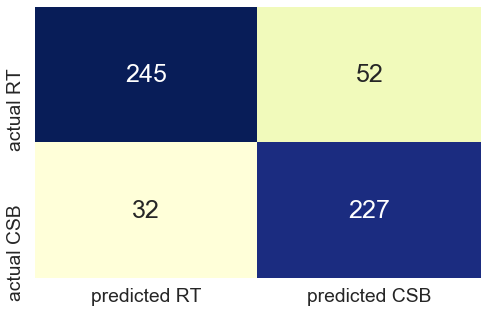 actual RT
245
52
actual CSB
32
227
predicted RT
predicted CSB